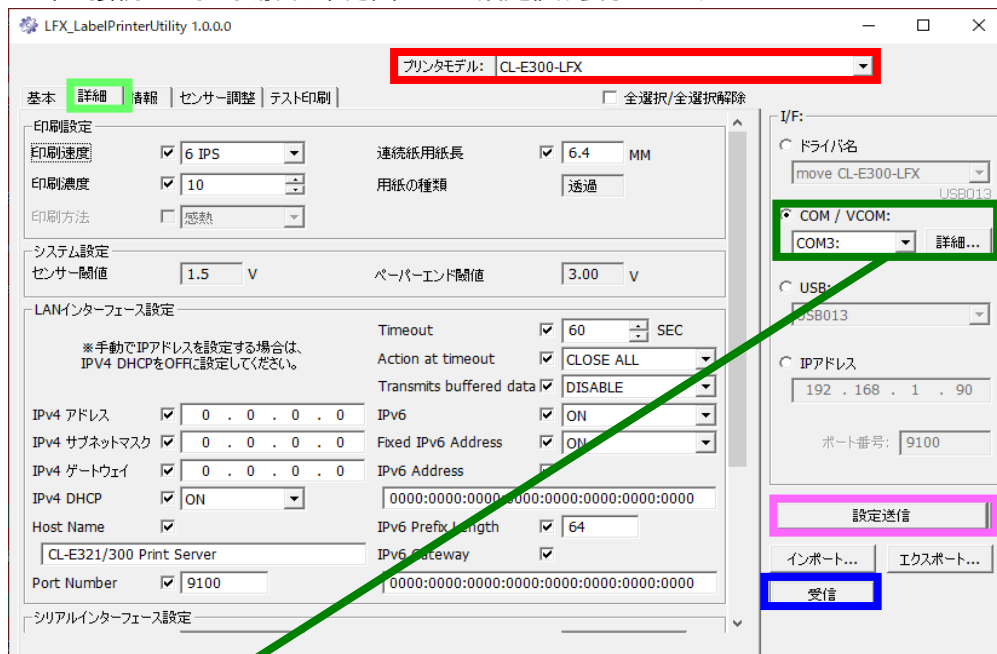 LFX_LabelPrinterUtility 1.0.0.0
プリンタモデル: CL-E300-LFX
基本 詳細 情報 センサー調整 テスト印刷
全選択/全選択解除
印刷設定
印刷速度 6 IPS 連続紙用紙長 6.4 MM
印刷濃度 10 用紙の種類 透過
印刷方法 感熱
システム設定
センサー閾値 1.5 V ペーパーエンド閾値 3.00 V
LANインターフェース設定
※手動でIPアドレスを設定する場合は、
IPV4 DHCPをOFFに設定してください。
Timeout 60 SEC
Action at timeout CLOSE ALL
Transmits buffered data DISABLE
IPv4 アドレス 0 . 0 . 0 . 0 IPv6 ON
IPv4 サブネットマスク 0 . 0 . 0 . 0 Fixed IPv6 Address ON
IPv4 ゲートウェイ 0 . 0 . 0 . 0 IPv6 Address
IPv4 DHCP ON 0000:0000:0000:0000:0000:0000:0000:0000
Host Name IPv6 Prefix Length 64
CL-E321/300 Print Server IPv6 Gateway
Port Number 9100 0000:0000:0000:0000:0000:0000:0000:0000
シリアルインターフェース設定
I/F:
ドライバ名
move CL-E300-LFX
USB013
COM / VCOM:
COM3: 詳細...
USB:
USB013
IPアドレス
192 . 168 . 1 . 90
ポート番号: 9100
設定送信
インポート... エクスポート...
受信